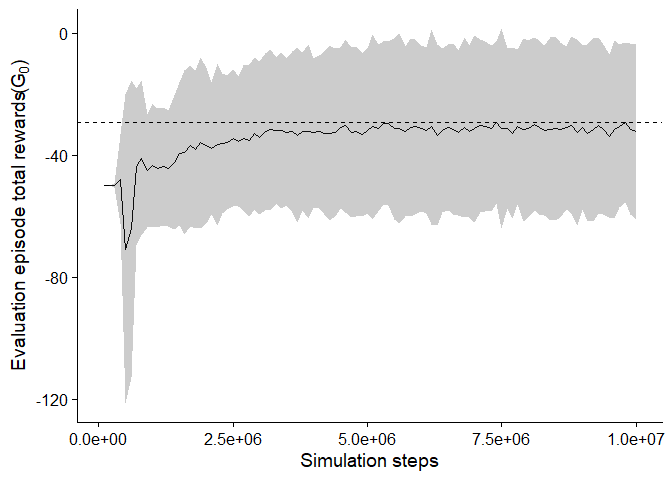 Evaluation episode total rewards(G₀)
0
-40
-80
-120
0.0e+00 2.5e+06 5.0e+06 7.5e+06 1.0e+07
Simulation steps